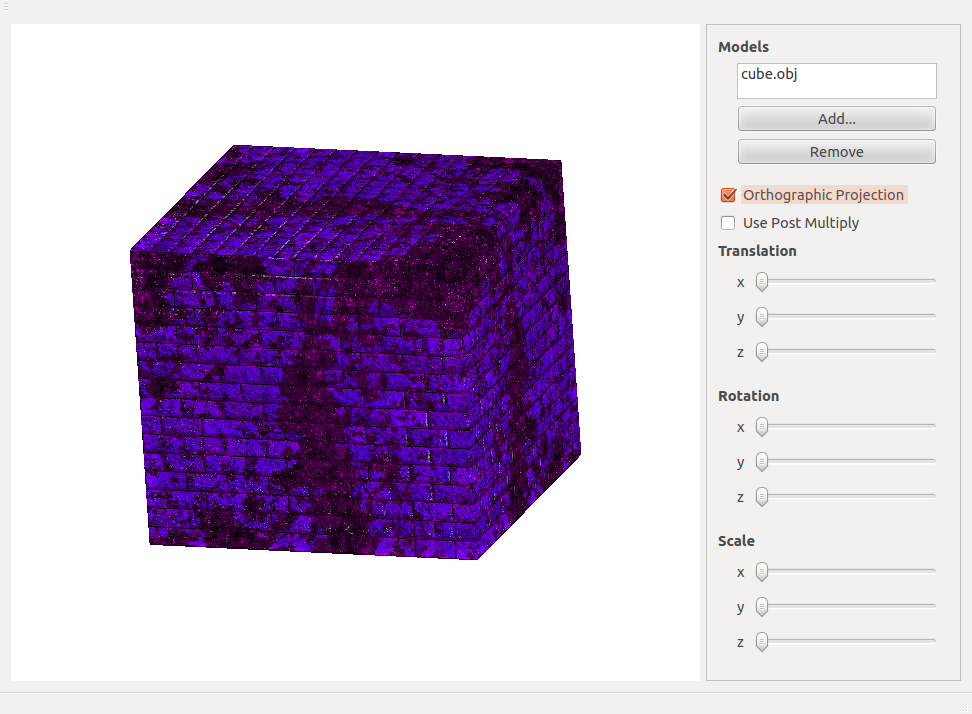 Models
cube.obj
Add...
Remove
Orthographic Projection
Use Post Multiply
Translation
x
y
z
Rotation
x
y
z
Scale
x
y
z